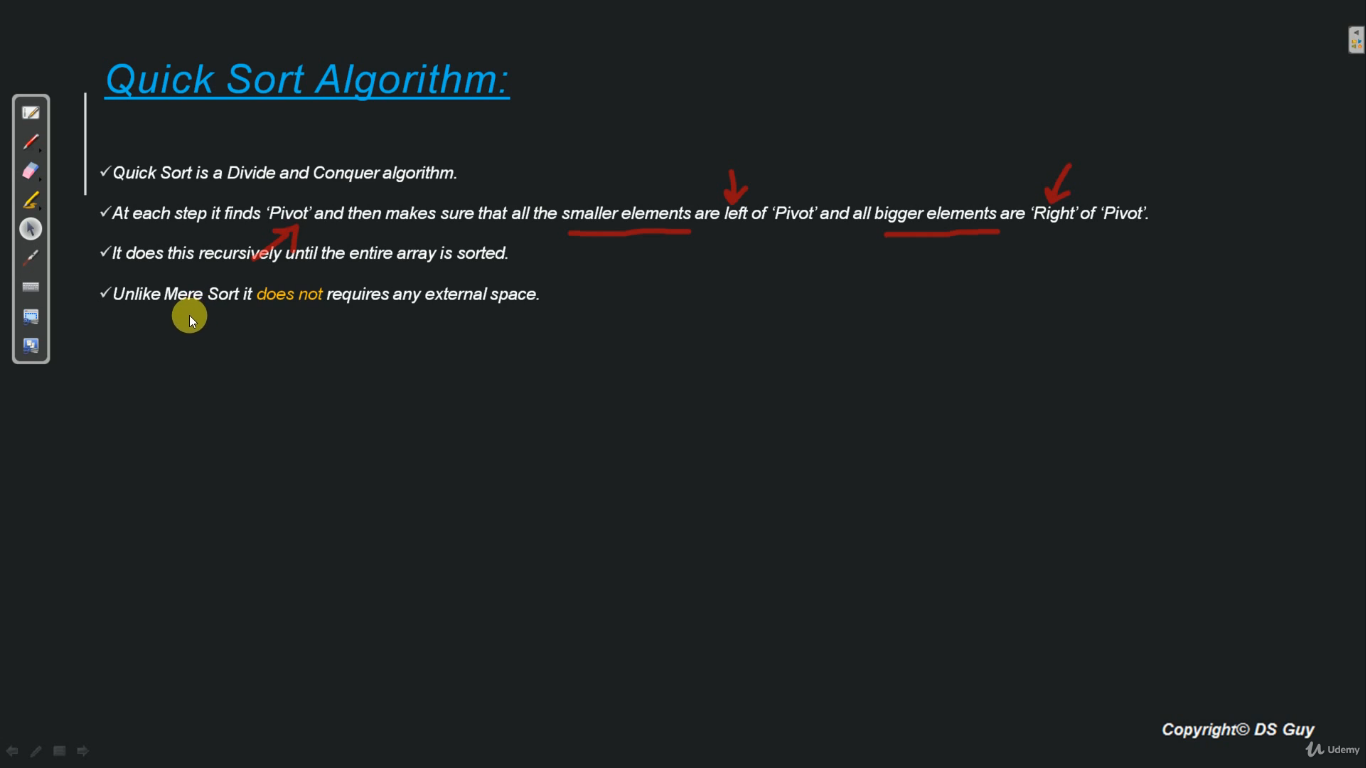 Quick Sort Algorithm:
✓Quick Sort is a Divide and Conquer algorithm.
✓At each step it finds ‘Pivot’ and then makes sure that all the smaller elements are left of ‘Pivot’ and all bigger elements are ‘Right’ of ‘Pivot’.
✓It does this recursively until the entire array is sorted.
✓Unlike Mere Sort it does not requires any external space.
Copyright© DS Guy
Udemy